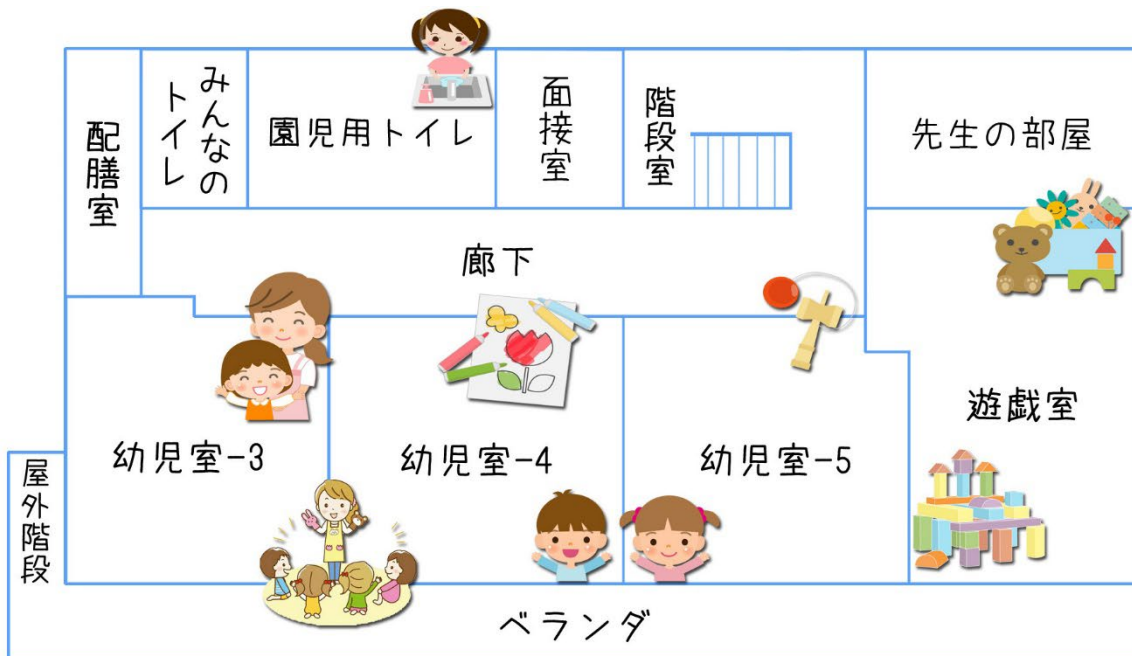 配膳室
みんなの
トイレ
園児用トイレ
面接室
階段室
先生の部屋
廊下
幼児室-3
幼児室-4
幼児室-5
遊戯室
屋外階段
ベランダ